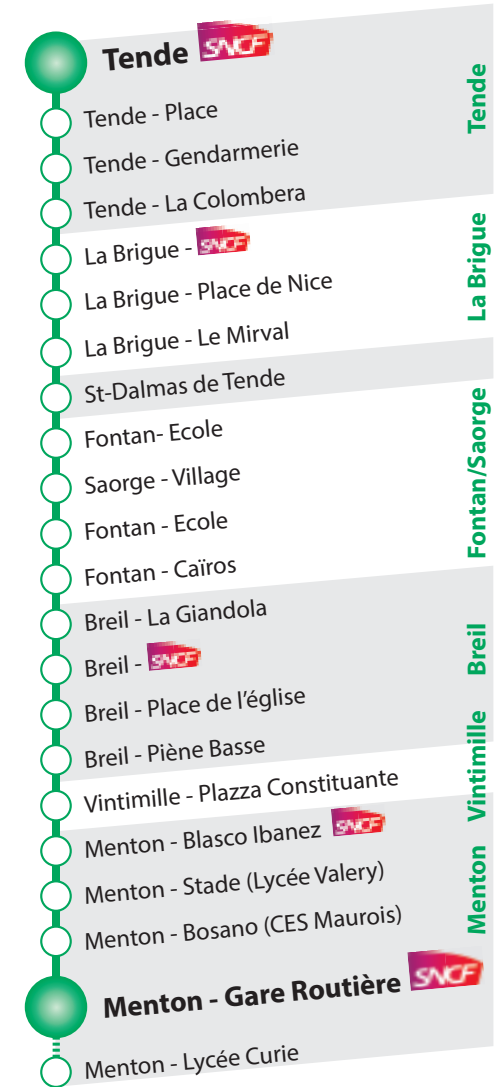 Tende SNCF
Tende - Place
Tende - Gendarmerie
Tende - La Colombera
Tende
La Brigue - SNCF
La Brigue - Place de Nice
La Brigue - Le Mirval
La Brigue
St-Dalmas de Tende
Fontan- Ecole
Saorge - Village
Fontan - Ecole
Fontan - Caïros
Fontan/Saorge
Breil - La Giandola
Breil - SNCF
Breil - Place de l’église
Breil - Piène Basse
Breil
Vintimille - Plazza Constituante
Vintimille
Menton - Blasco Ibanez SNCF
Menton - Stade (Lycée Valery)
Menton - Bosano (CES Maurois)
Menton
Menton - Gare Routière SNCF
Menton - Lycée Curie